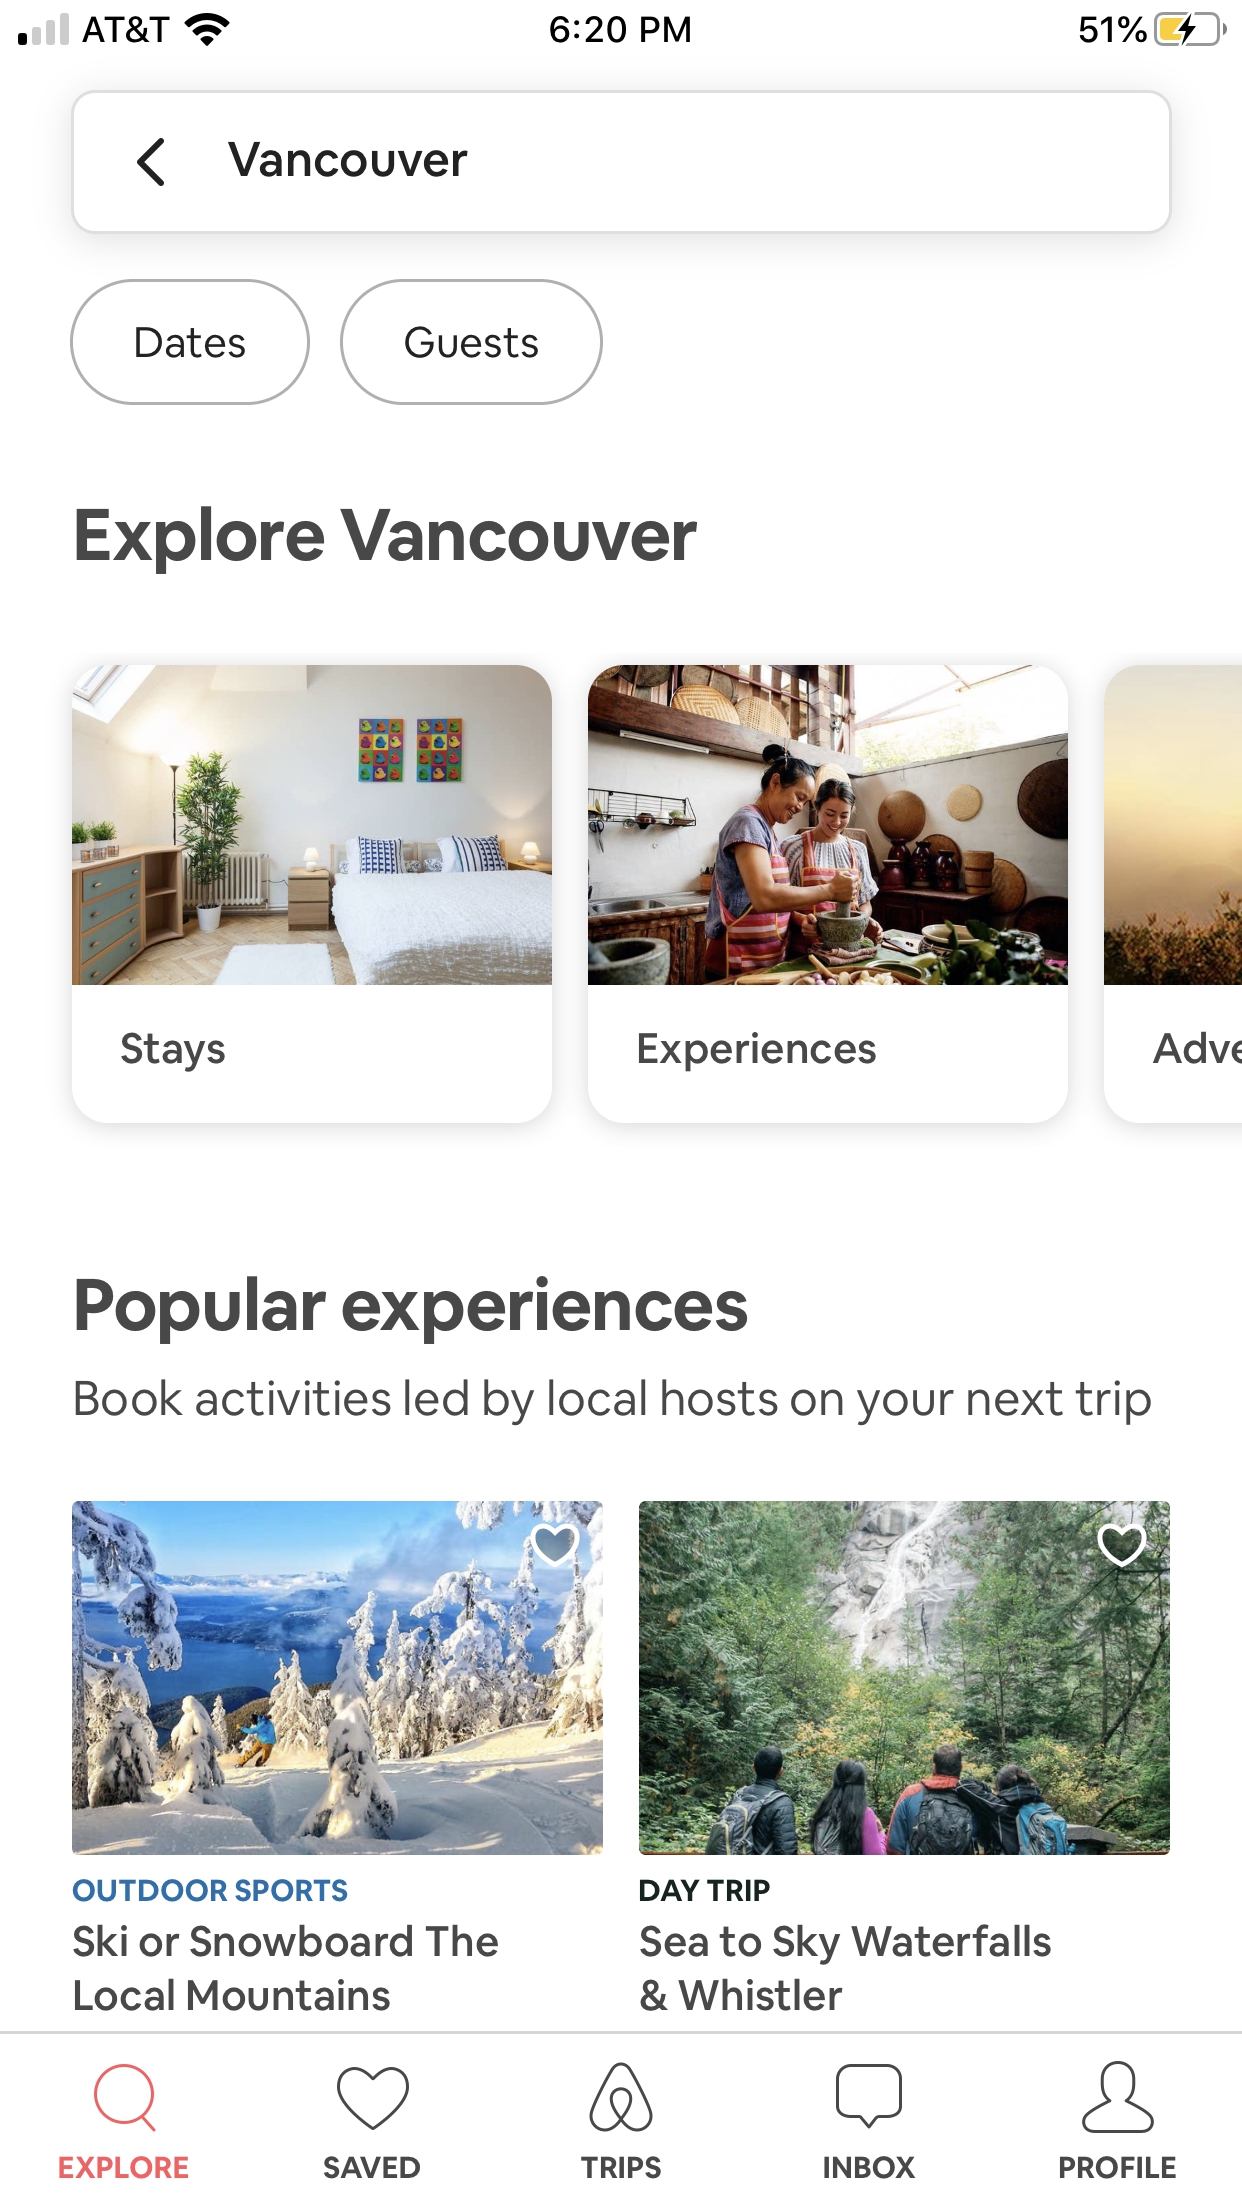 AT&T 6:20 PM 51%
Vancouver
Dates Guests
Explore Vancouver
Stays Experiences
Popular experiences
Book activities led by local hosts on your next trip
OUTDOOR SPORTS
Ski or Snowboard The
Local Mountains
DAY TRIP
Sea to Sky Waterfalls
& Whistler
EXPLORE SAVED TRIPS INBOX PROFILE